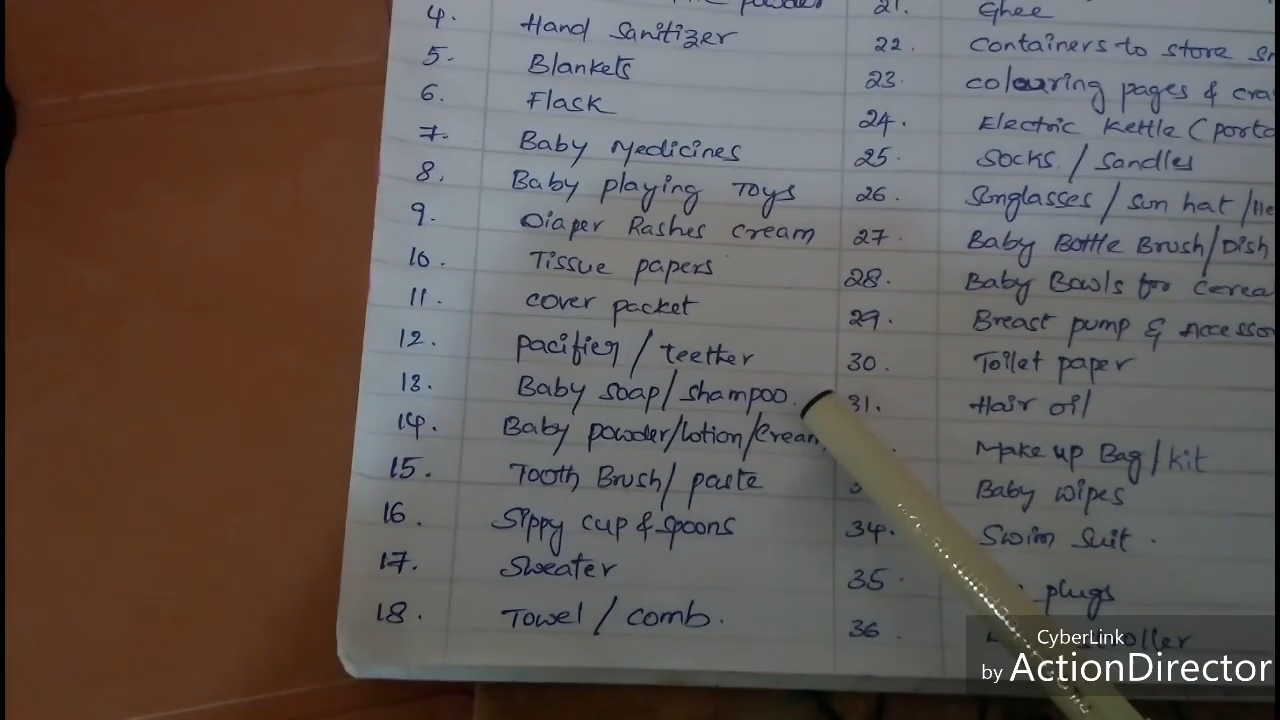 powder
4. Hand Sanitizer
5. Blankets
6. Flask
7. Baby Medicines
8. Baby playing Toys
9. Diaper Rashes cream
10. Tissue papers
11. cover packet
12. pacifier / teether
13. Baby soap/shampoo.
14. Baby powder/lotion/cream
15. Tooth Brush/ paste
16. Sippy cup & spoons
17. Sweater
18. Towel / comb.
21. Ghee
22. Containers to store
23. colouring pages &
24. Electric Kettle (
25. Socks / sandles
26. Sunglasses / sun hat /
27. Baby Bottle Brush/Dish
28. Baby Bowls for
29. Breast pump &
30. Toilet paper
31. Hair oil
Make up Bag/kit
Baby wipes
34. Swim Suit.
35. plugs
36.
CyberLink
by ActionDirector